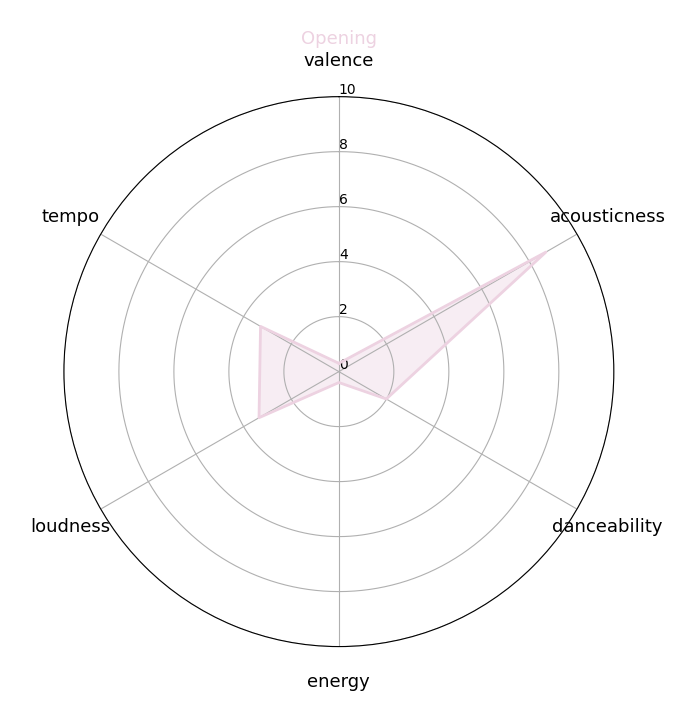 Opening
valence
10
8
tempo
acousticness
6
4
2
0
loudness
danceability
energy